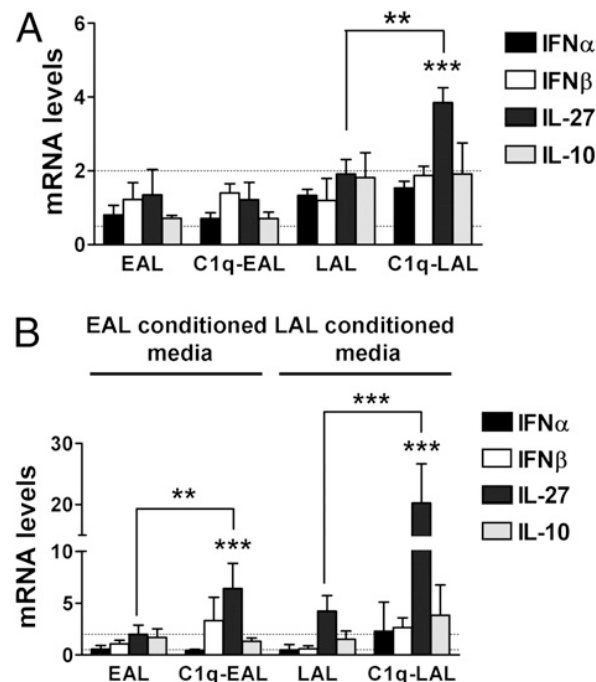 A
**
***
mRNA levels
6
4
2
0
EAL
C1q-EAL
LAL
C1q-LAL
IFNα
IFNβ
IL-27
IL-10
B
EAL conditioned media
LAL conditioned media
***
**
***
***
mRNA levels
30
20
10
5
0
EAL
C1q-EAL
LAL
C1q-LAL
IFNα
IFNβ
IL-27
IL-10